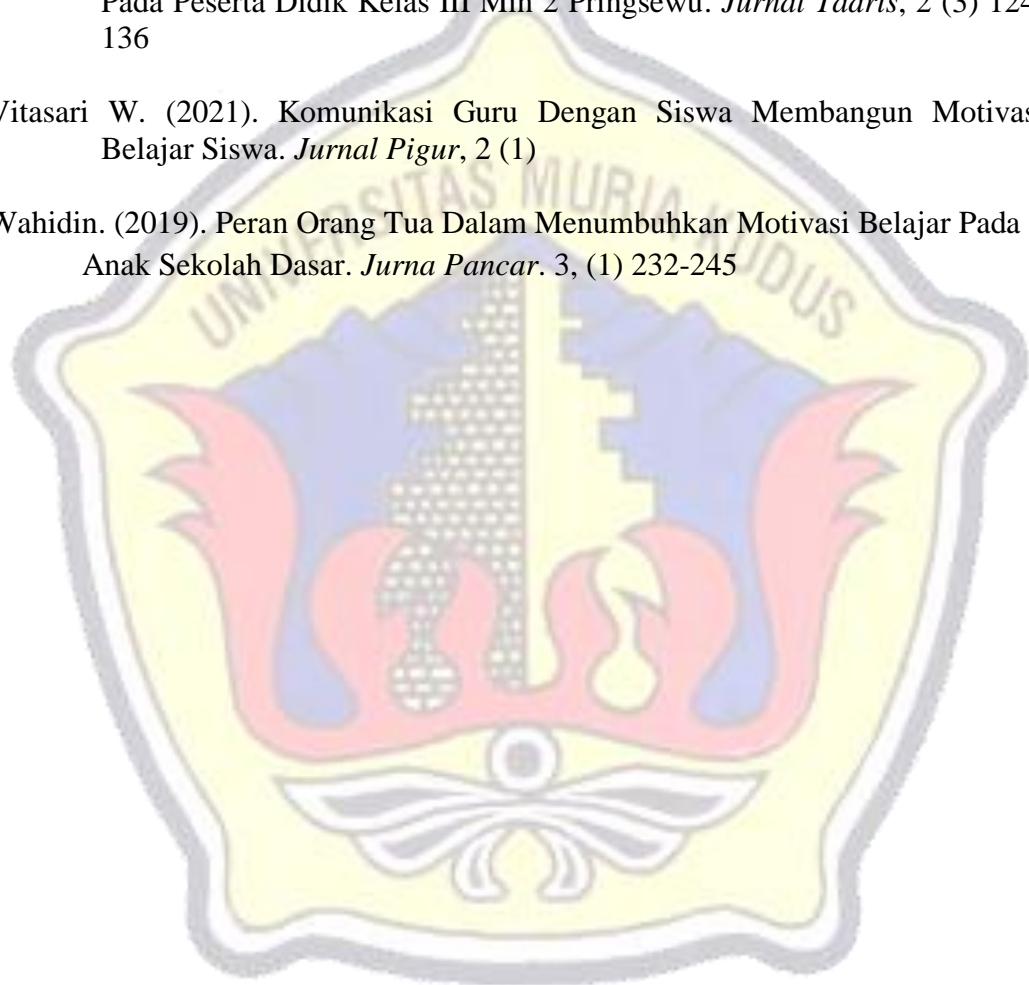 Pada Peserta Didik Kelas III Min 2 Pringsewu. Jurnal Tadris, 2 (3) 124
136
Vitasari W. (2021). Komunikasi Guru Dengan Siswa Membangun Motivas
Belajar Siswa. Jurnal Pigur, 2 (1)
Wahidin. (2019). Peran Orang Tua Dalam Menumbuhkan Motivasi Belajar Pada
Anak Sekolah Dasar. Jurna Pancar. 3, (1) 232-245
UNIVERSITAS MURIA KUDUS